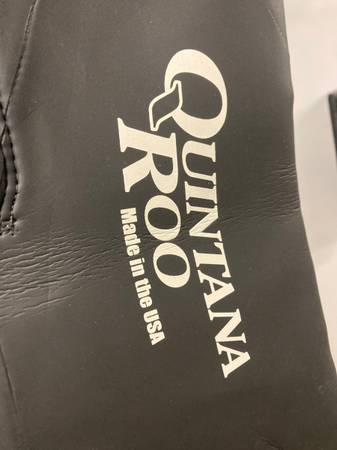 QUINTANA
ROO
Made in the USA